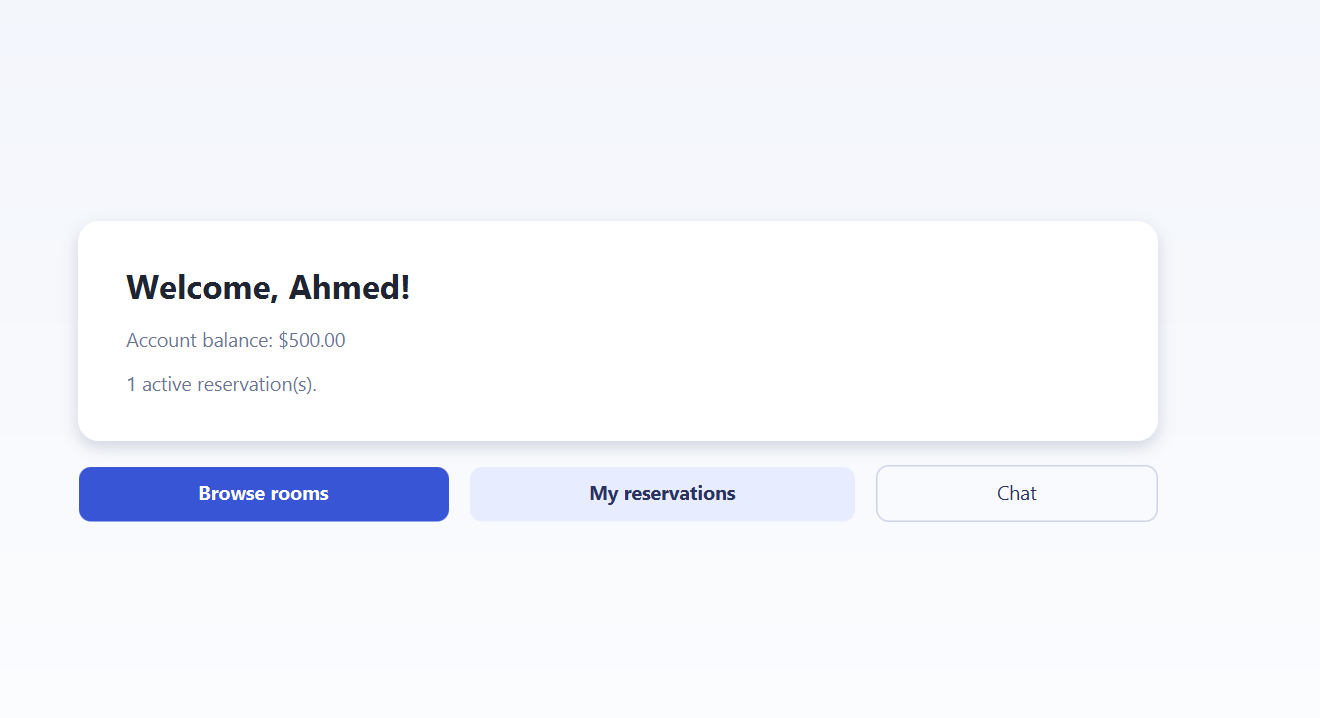 Welcome, Ahmed!
Account balance: $500.00
1 active reservation(s).
Browse rooms
My reservations
Chat